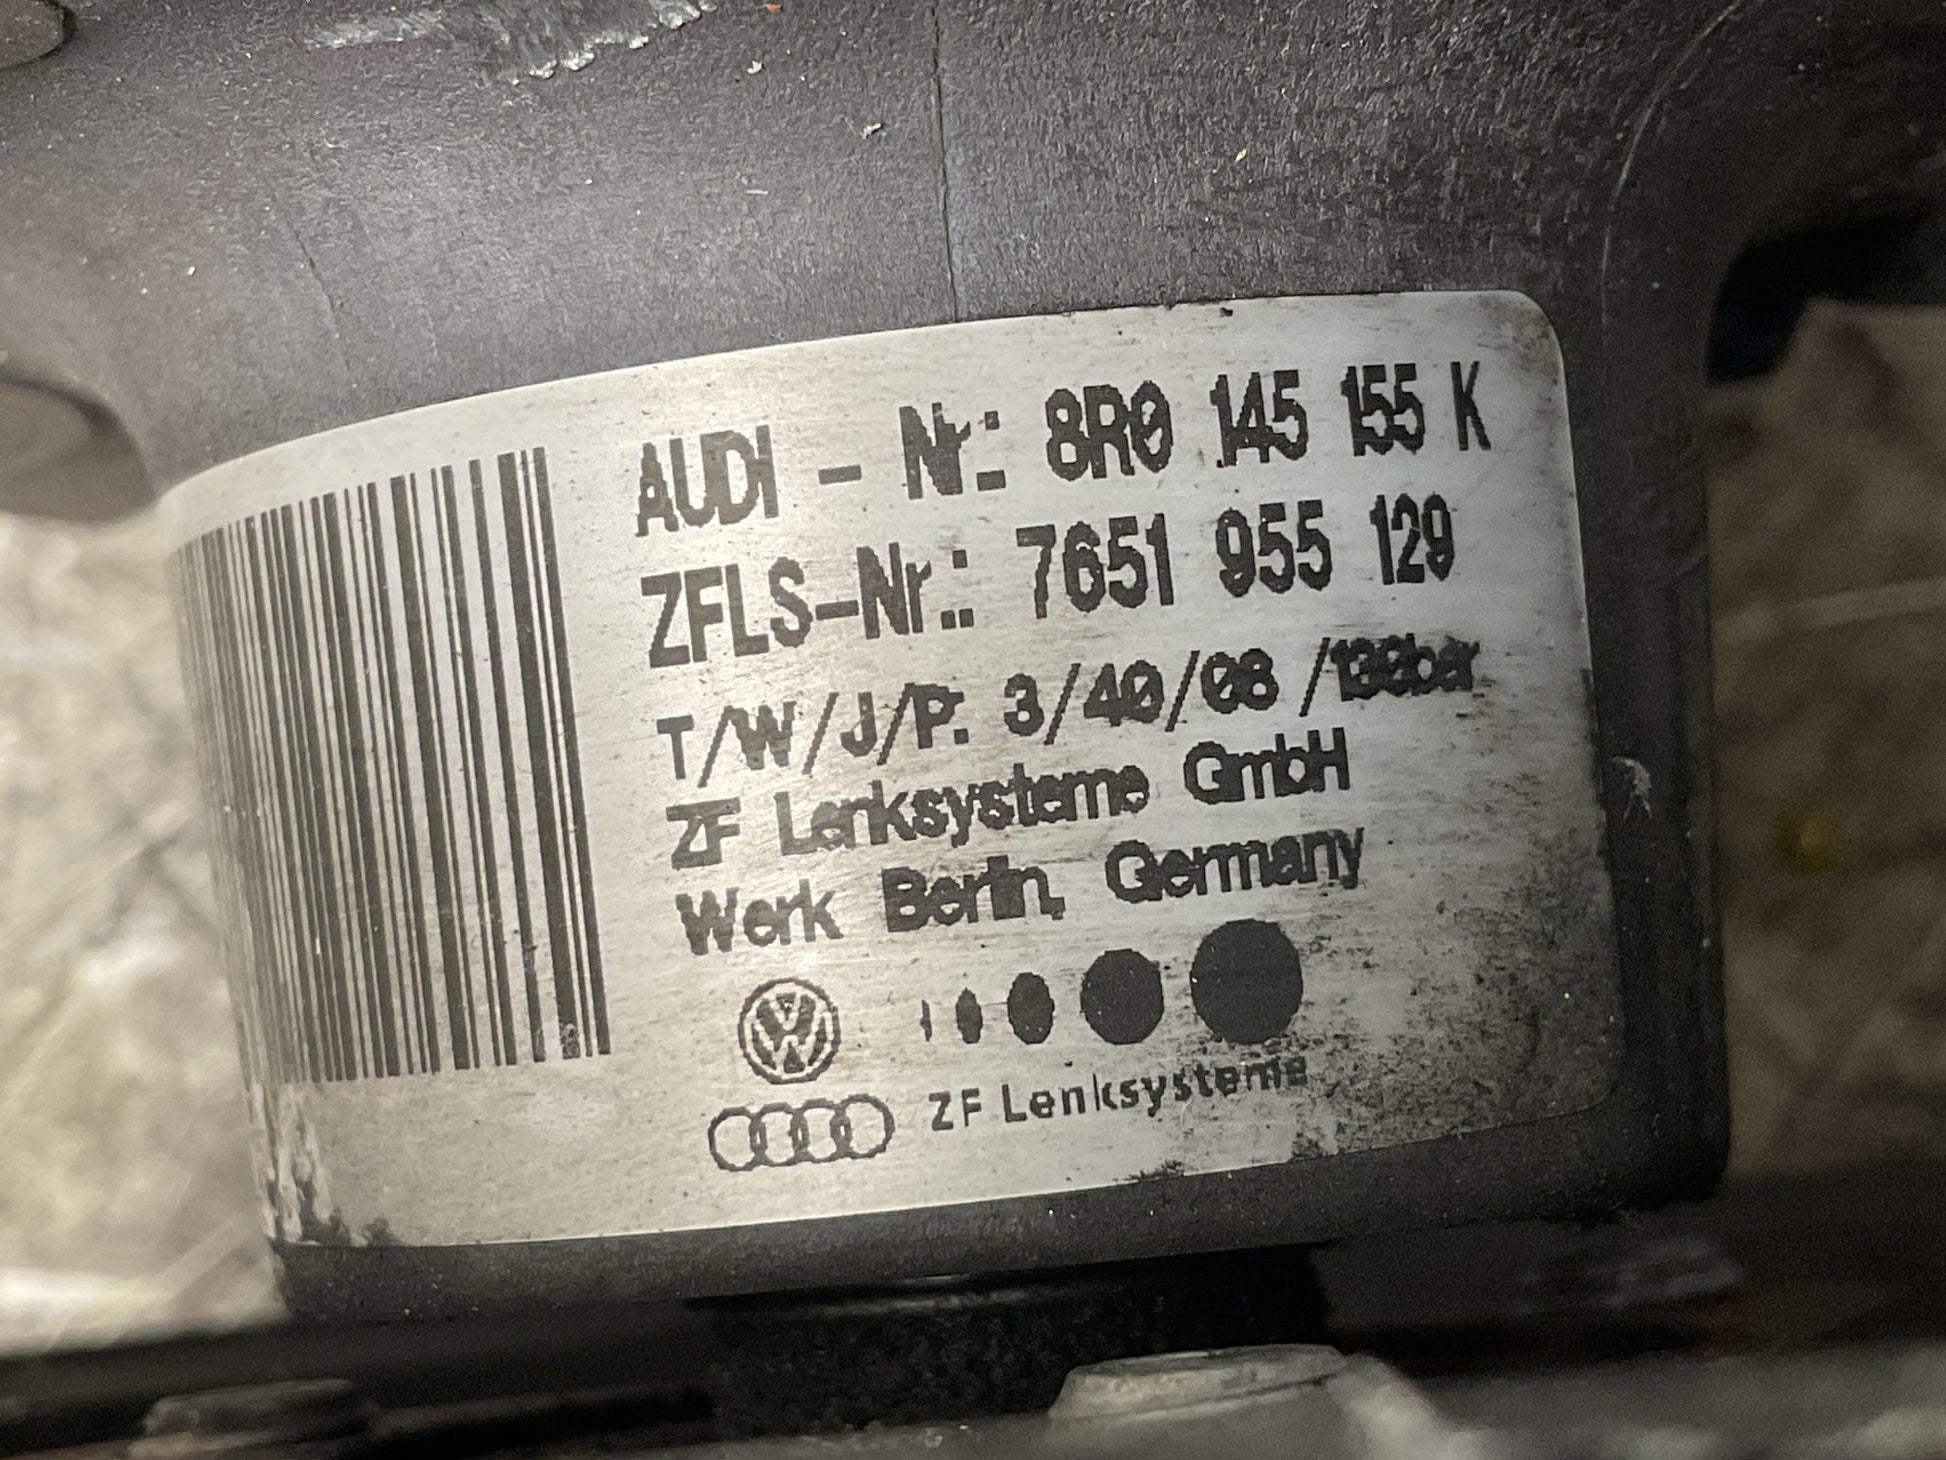 AUDI - Nr.: 8R0 145 155 K
ZFLS-Nr.: 7651 955 129
T/W/J/P: 3/40/08 /130bar
ZF Lenksysteme GmbH
Werk Berlin, Germany
ZF Lenksysteme